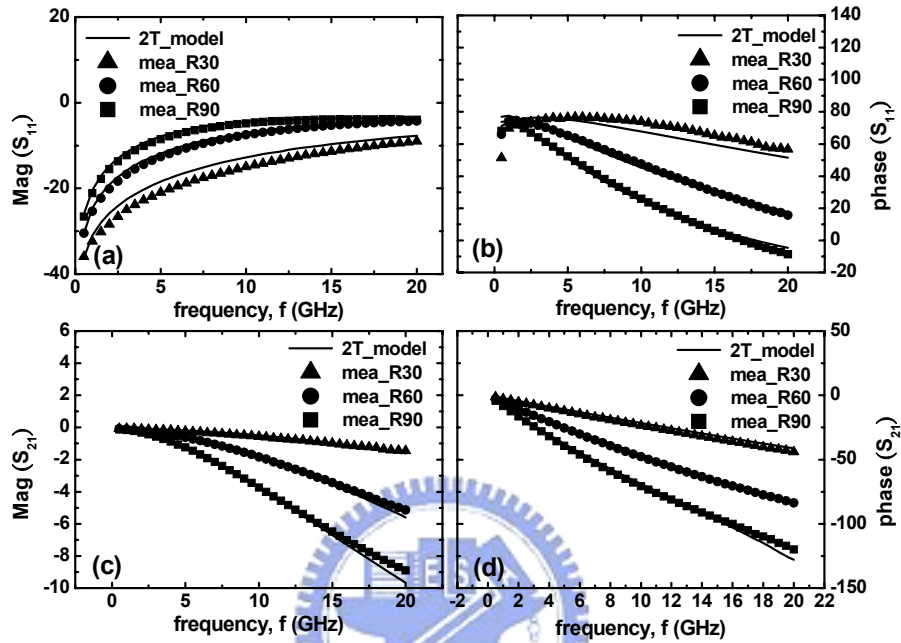 20
(a)
2T_model
mea_R30
mea_R60
mea_R90
0
-20
-40
Mag (S11)
0 5 10 15 20
frequency, f (GHz)
(b)
2T_model
mea_R30
mea_R60
mea_R90
140
120
100
80
60
40
20
0
-20
phase (S11)
0 5 10 15 20
frequency, f (GHz)
6
4
2
0
-2
-4
-6
-8
-10
Mag (S21)
2T_model
mea_R30
mea_R60
mea_R90
(c)
0 5 10 15 20
frequency, f (GHz)
2T_model
mea_R30
mea_R60
mea_R90
50
0
-50
-100
-150
phase (S21)
(d)
-2 0 2 4 6 8 10 12 14 16 18 20 22
frequency, f (GHz)